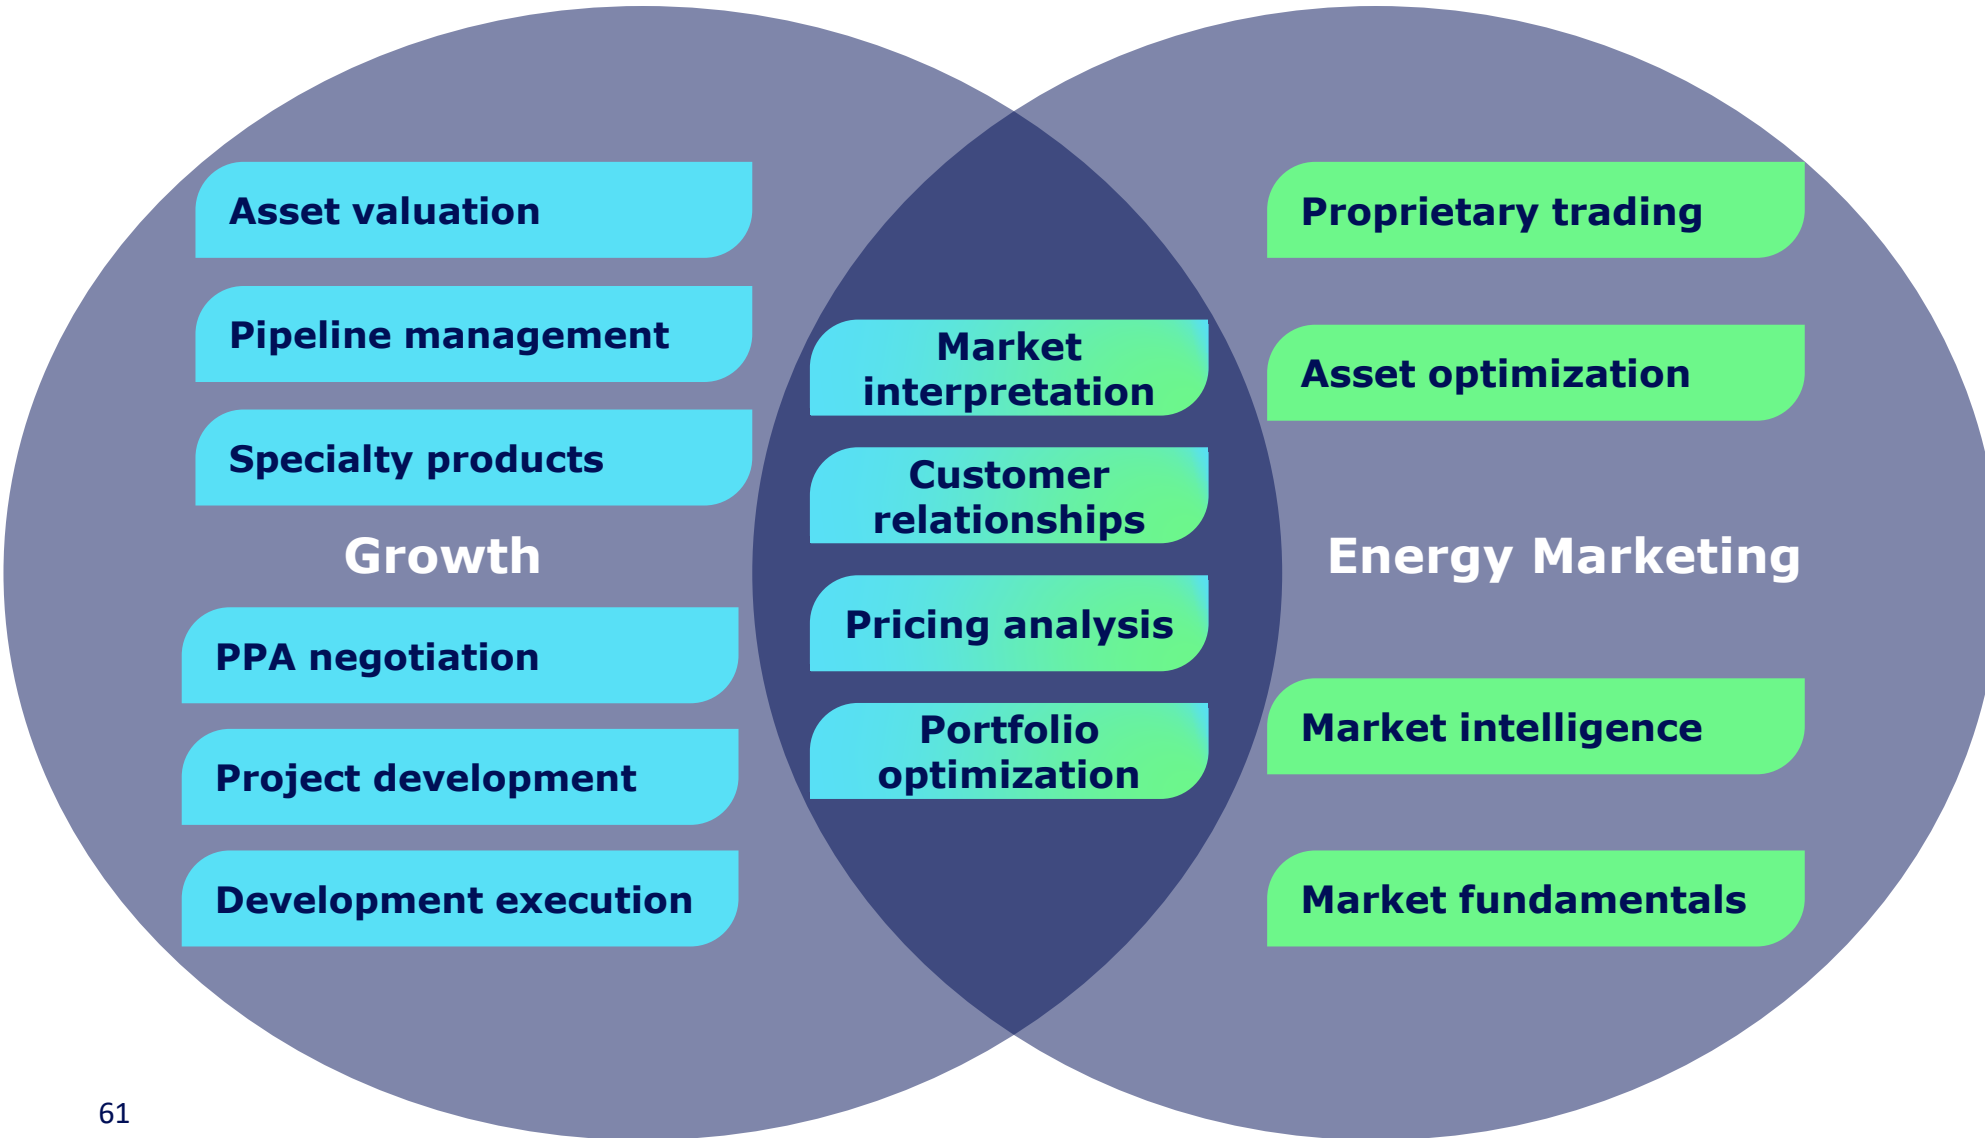 Asset valuation
Pipeline management
Specialty products
Growth
PPA negotiation
Project development
Development execution
Market
interpretation
Customer
relationships
Pricing analysis
Portfolio
optimization
Proprietary trading
Asset optimization
Energy Marketing
Market intelligence
Market fundamentals
61